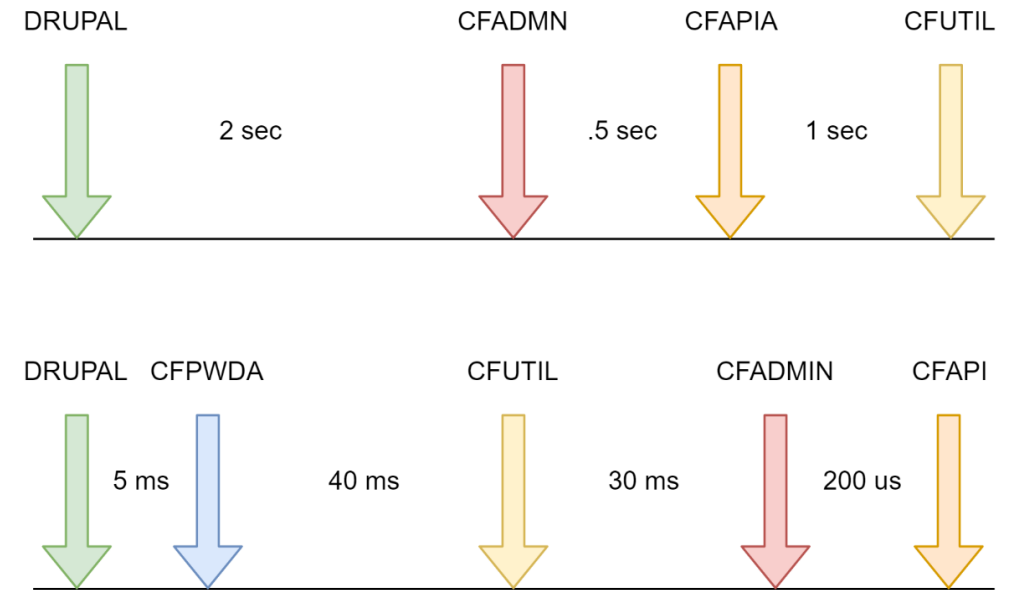 DRUPAL CFADMN CFAPIA CFUTIL
2 sec .5 sec 1 sec
DRUPAL CFPWDA CFUTIL CFADMIN CFAPI
5 ms 40 ms 30 ms 200 us